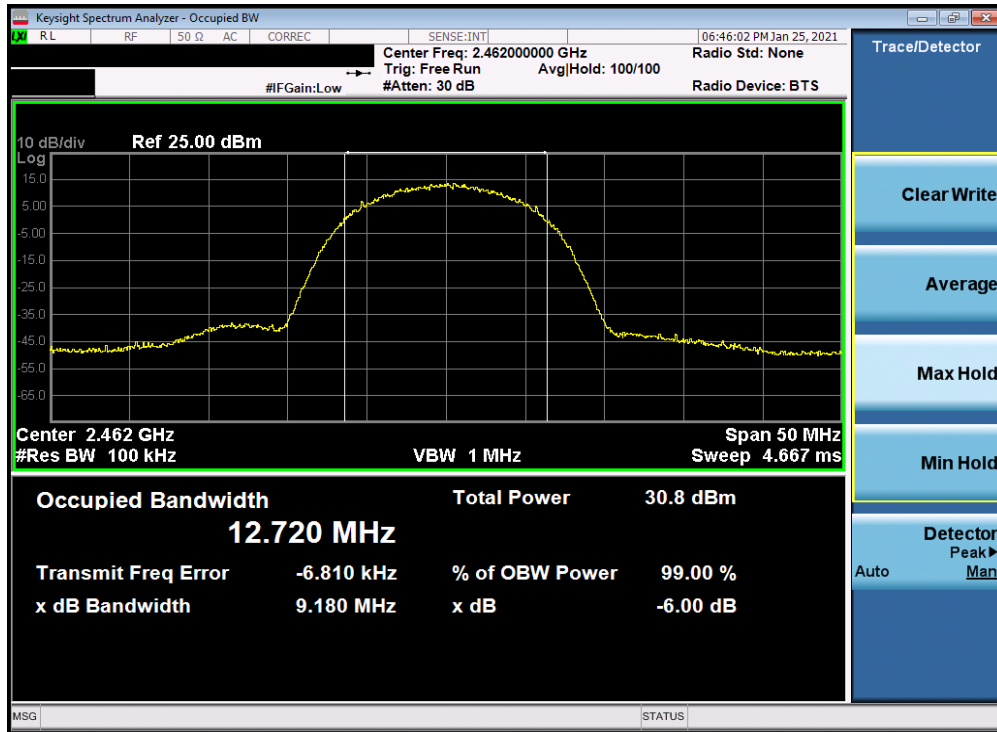 Keysight Spectrum Analyzer - Occupied BW
LXI RL RF 50 Ω AC CORREC SENSE:INT 06:46:02 PM Jan 25, 2021
Center Freq: 2.462000000 GHz Radio Std: None
Trig: Free Run Avg|Hold: 100/100
#IFGain:Low #Atten: 30 dB Radio Device: BTS
10 dB/div Ref 25.00 dBm
Log
15.0
5.00
-5.00
-15.0
-25.0
-35.0
-45.0
-55.0
-65.0
Center 2.462 GHz Span 50 MHz
#Res BW 100 kHz VBW 1 MHz Sweep 4.667 ms
Occupied Bandwidth Total Power 30.8 dBm
12.720 MHz
Transmit Freq Error -6.810 kHz % of OBW Power 99.00 %
x dB Bandwidth 9.180 MHz x dB -6.00 dB
MSG STATUS
Trace/Detector
Clear Write
Average
Max Hold
Min Hold
Detector
Peak▶
Auto Man